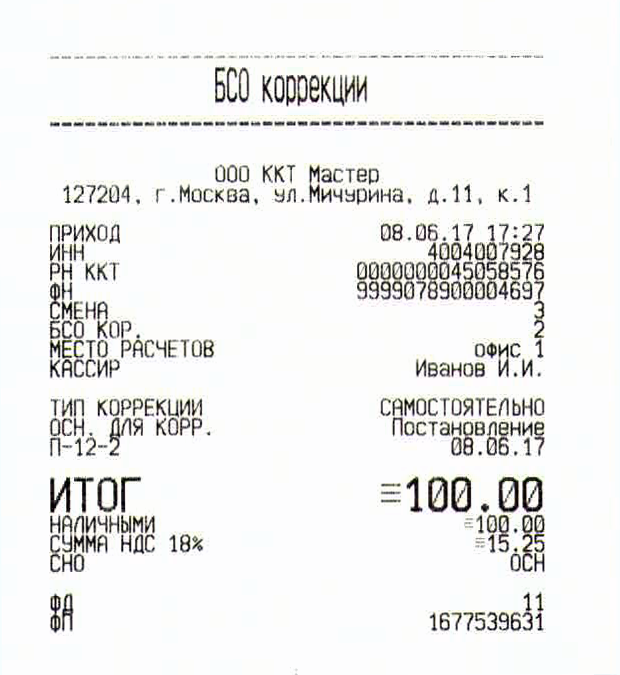 БСО коррекции
ООО ККТ Мастер
127204, г.Москва, ул.Мичурина, д.11, к.1
ПРИХОД 08.06.17 17:27
ИНН 4004007928
РН ККТ 0000000045058576
ФН 9999078900004697
СМЕНА 3
БСО КОР. 2
МЕСТО РАСЧЕТОВ офис 1
КАССИР Иванов И.И.
ТИП КОРРЕКЦИИ САМОСТОЯТЕЛЬНО
ОСН. ДЛЯ КОРР. Постановление
П-12-2 08.06.17
ИТОГ ≡100.00
НАЛИЧНЫМИ ≡100.00
СУММА НДС 18% ≡15.25
СНО ОСН
ФД 11
ФП 1677539631